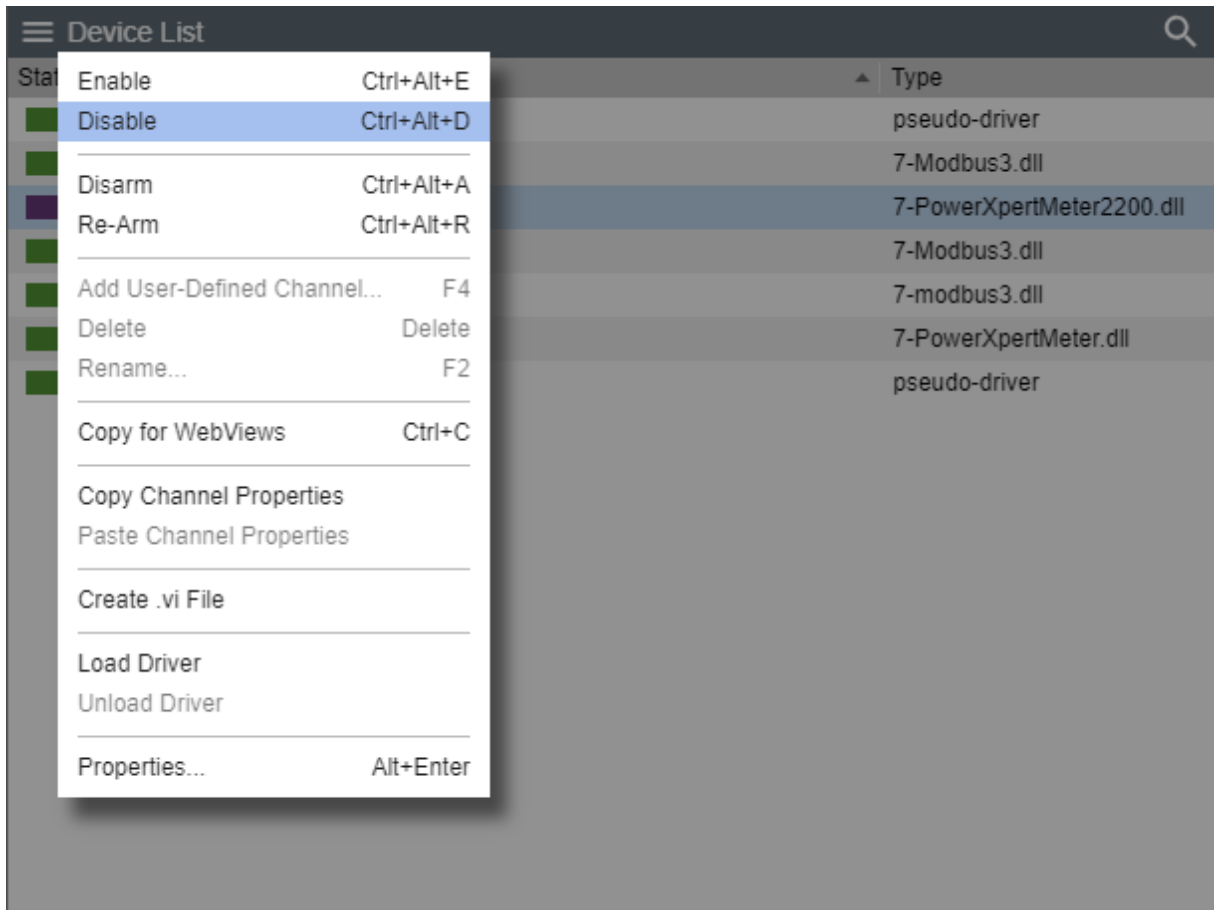 Device List
Stat
Type
Enable Ctrl+Alt+E
Disable Ctrl+Alt+D
Disarm Ctrl+Alt+A
Re-Arm Ctrl+Alt+R
Add User-Defined Channel... F4
Delete Delete
Rename... F2
Copy for WebViews Ctrl+C
Copy Channel Properties
Paste Channel Properties
Create .vi File
Load Driver
Unload Driver
Properties... Alt+Enter
pseudo-driver
7-Modbus3.dll
7-PowerXpertMeter2200.dll
7-Modbus3.dll
7-modbus3.dll
7-PowerXpertMeter.dll
pseudo-driver